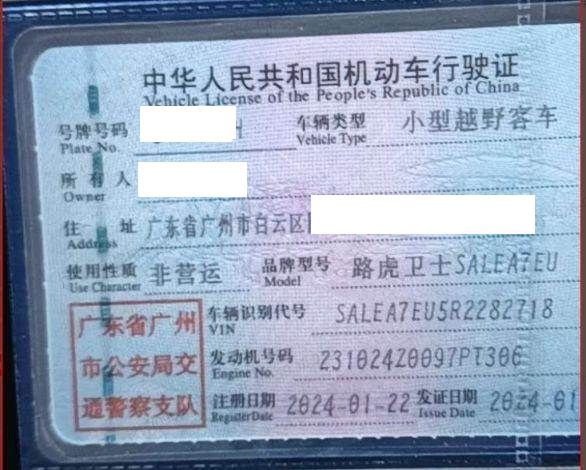 中华人民共和国机动车行驶证
Vehicle License of the People's Republic of China
号牌号码 车辆类型 小型越野客车
Plate No. Vehicle Type
所有人
Owner
住址 广东省广州市白云区
Address
使用性质 非营运 品牌型号 路虎卫士SALEA7EU
Use Character Model
广东省广州 车辆识别代号 SALEA7EU5R2282718
VIN
市公安局交 发动机号码 231024Z0097PT306
Engine No.
通警察支队 注册日期 2024-01-22 发证日期 2024-01
Register Date Issue Date